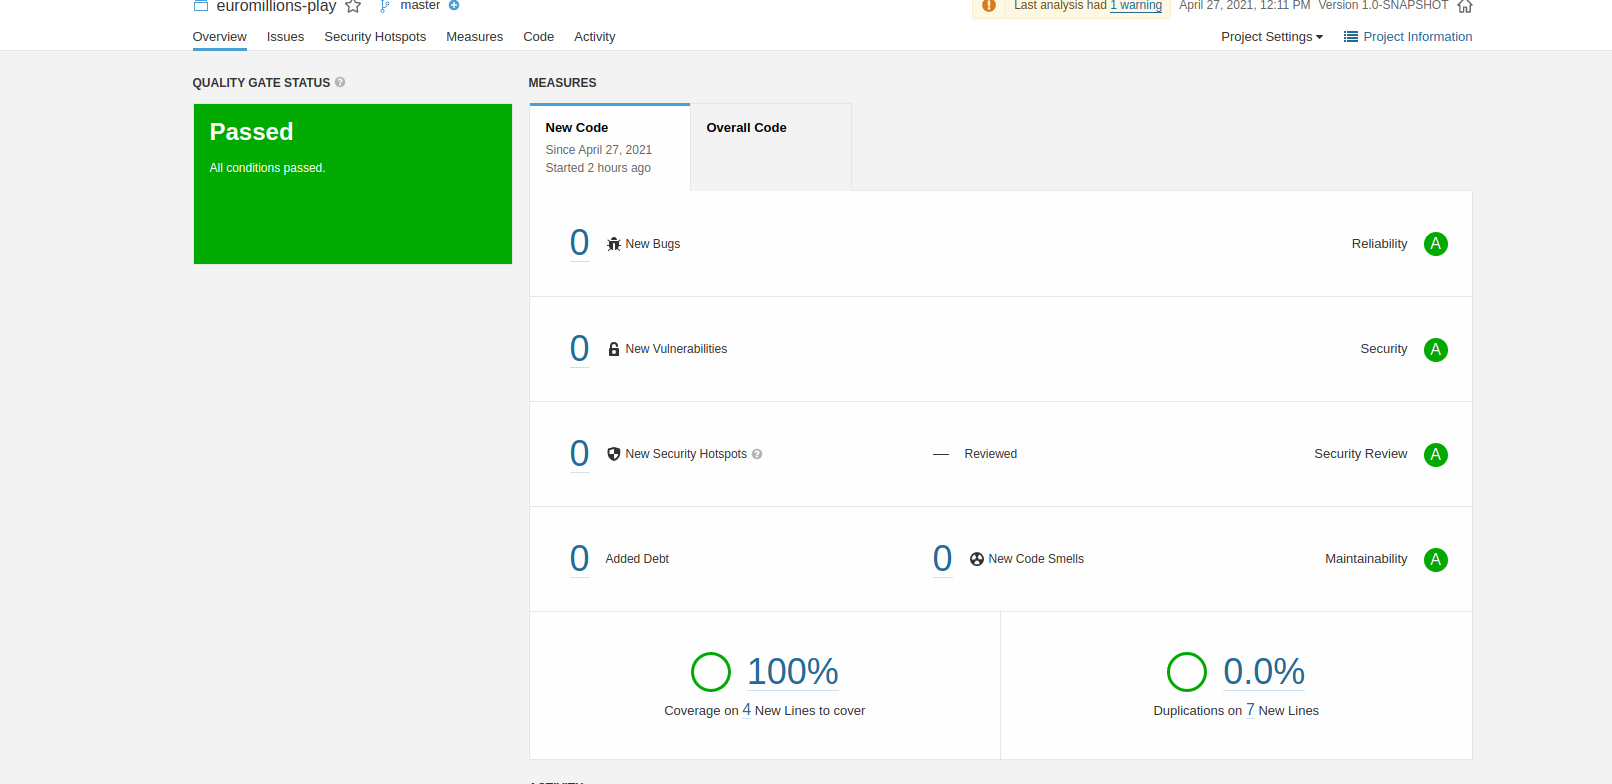 euromillions-play master Last analysis had 1 warning April 27, 2021, 12:11 PM Version 1.0-SNAPSHOT
Overview Issues Security Hotspots Measures Code Activity Project Settings Project Information
QUALITY GATE STATUS ? MEASURES
Passed
All conditions passed.
New Code
Since April 27, 2021
Started 2 hours ago
Overall Code
0 New Bugs Reliability A
0 New Vulnerabilities Security A
0 New Security Hotspots ? — Reviewed Security Review A
0 Added Debt 0 New Code Smells Maintainability A
100%
Coverage on 4 New Lines to cover
0.0%
Duplications on 7 New Lines
ACTIVITY